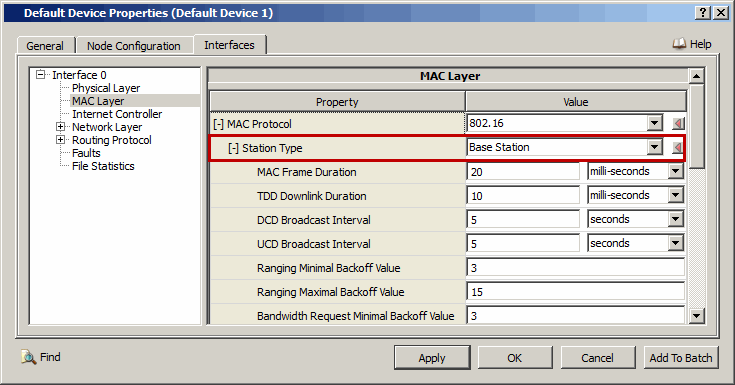 Default Device Properties (Default Device 1)
General Node Configuration Interfaces Help
Interface 0
Physical Layer
MAC Layer
Internet Controller
Network Layer
Routing Protocol
Faults
File Statistics
MAC Layer
Property Value
[-] MAC Protocol 802.16
[-] Station Type Base Station
MAC Frame Duration 20 milli-seconds
TDD Downlink Duration 10 milli-seconds
DCD Broadcast Interval 5 seconds
UCD Broadcast Interval 5 seconds
Ranging Minimal Backoff Value 3
Ranging Maximal Backoff Value 15
Bandwidth Request Minimal Backoff Value 3
Find Apply OK Cancel Add To Batch